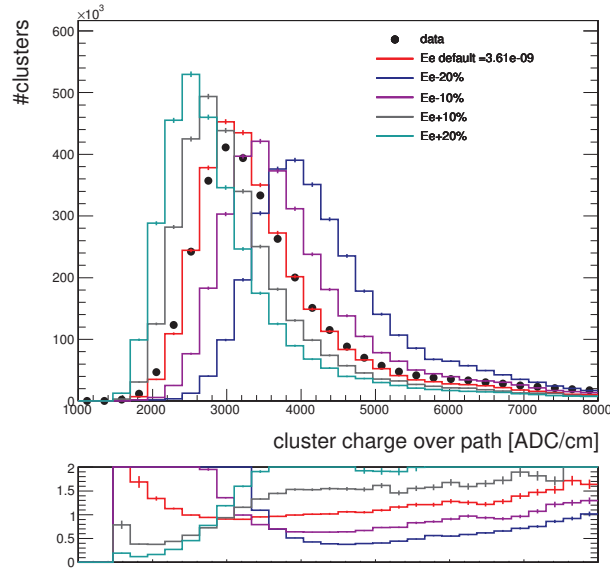 ×10³
600
500
400
300
200
100
0
#clusters
data
Ee default =3.61e-09
Ee-20%
Ee-10%
Ee+10%
Ee+20%
1000 2000 3000 4000 5000 6000 7000 8000
cluster charge over path [ADC/cm]
2
1.5
1
0.5
0